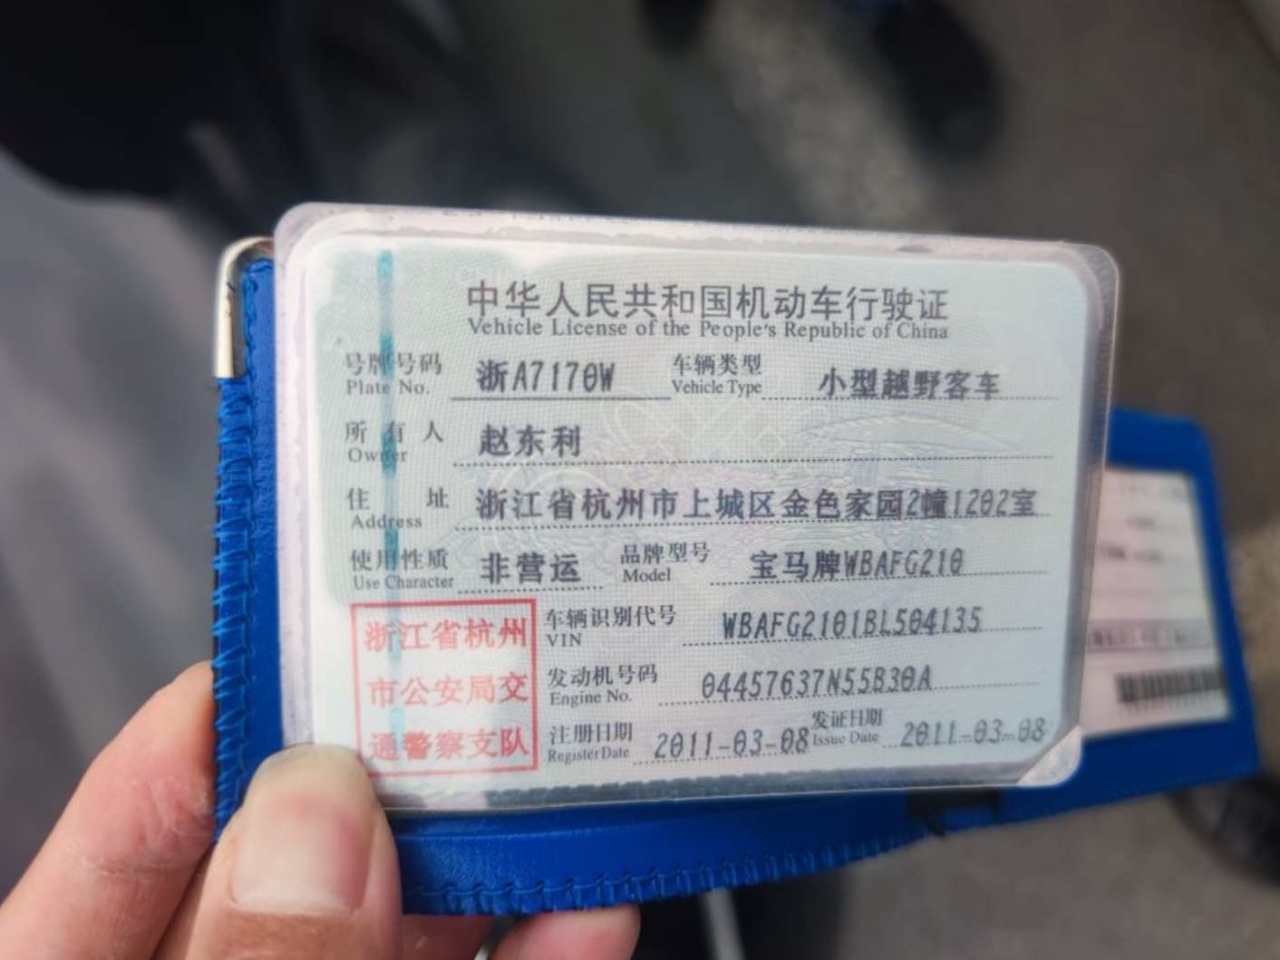 中华人民共和国机动车行驶证
Vehicle License of the People's Republic of China
号牌号码 浙A7170W 车辆类型 小型越野客车
Plate No. Vehicle Type
所有人 赵东利
Owner
住址 浙江省杭州市上城区金色家园2幢1202室
Address
使用性质 非营运 品牌型号 宝马牌WBAFG210
Use Character Model
浙江省杭州
市公安局交
通警察支队
车辆识别代号 WBAFG2101BL504135
VIN
发动机号码 04457637N55B30A
Engine No.
注册日期 2011-03-08 发证日期 2011-03-08
Register Date Issue Date